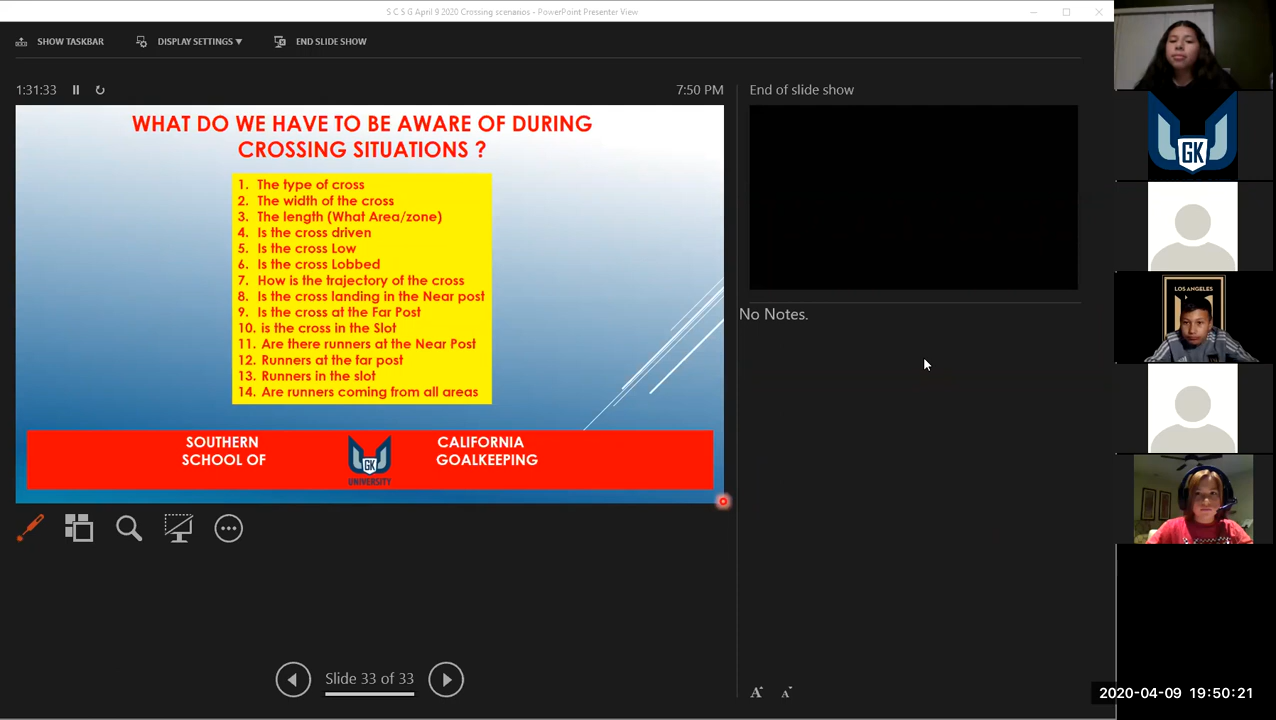 S C S G April 9 2020 Crossing scenarios - PowerPoint Presenter View
SHOW TASKBAR
DISPLAY SETTINGS ▼
END SLIDE SHOW
1:31:33
7:50 PM
WHAT DO WE HAVE TO BE AWARE OF DURING
CROSSING SITUATIONS ?
1. The type of cross
2. The width of the cross
3. The length (What Area/zone)
4. Is the cross driven
5. Is the cross Low
6. Is the cross Lobbed
7. How is the trajectory of the cross
8. Is the cross landing in the Near post
9. Is the cross at the Far Post
10. is the cross in the Slot
11. Are there runners at the Near Post
12. Runners at the far post
13. Runners in the slot
14. Are runners coming from all areas
SOUTHERN
SCHOOL OF
GK
UNIVERSITY
CALIFORNIA
GOALKEEPING
Slide 33 of 33
End of slide show
No Notes.
A
A
GK
LOS ANGELES
2020-04-09 19:50:21